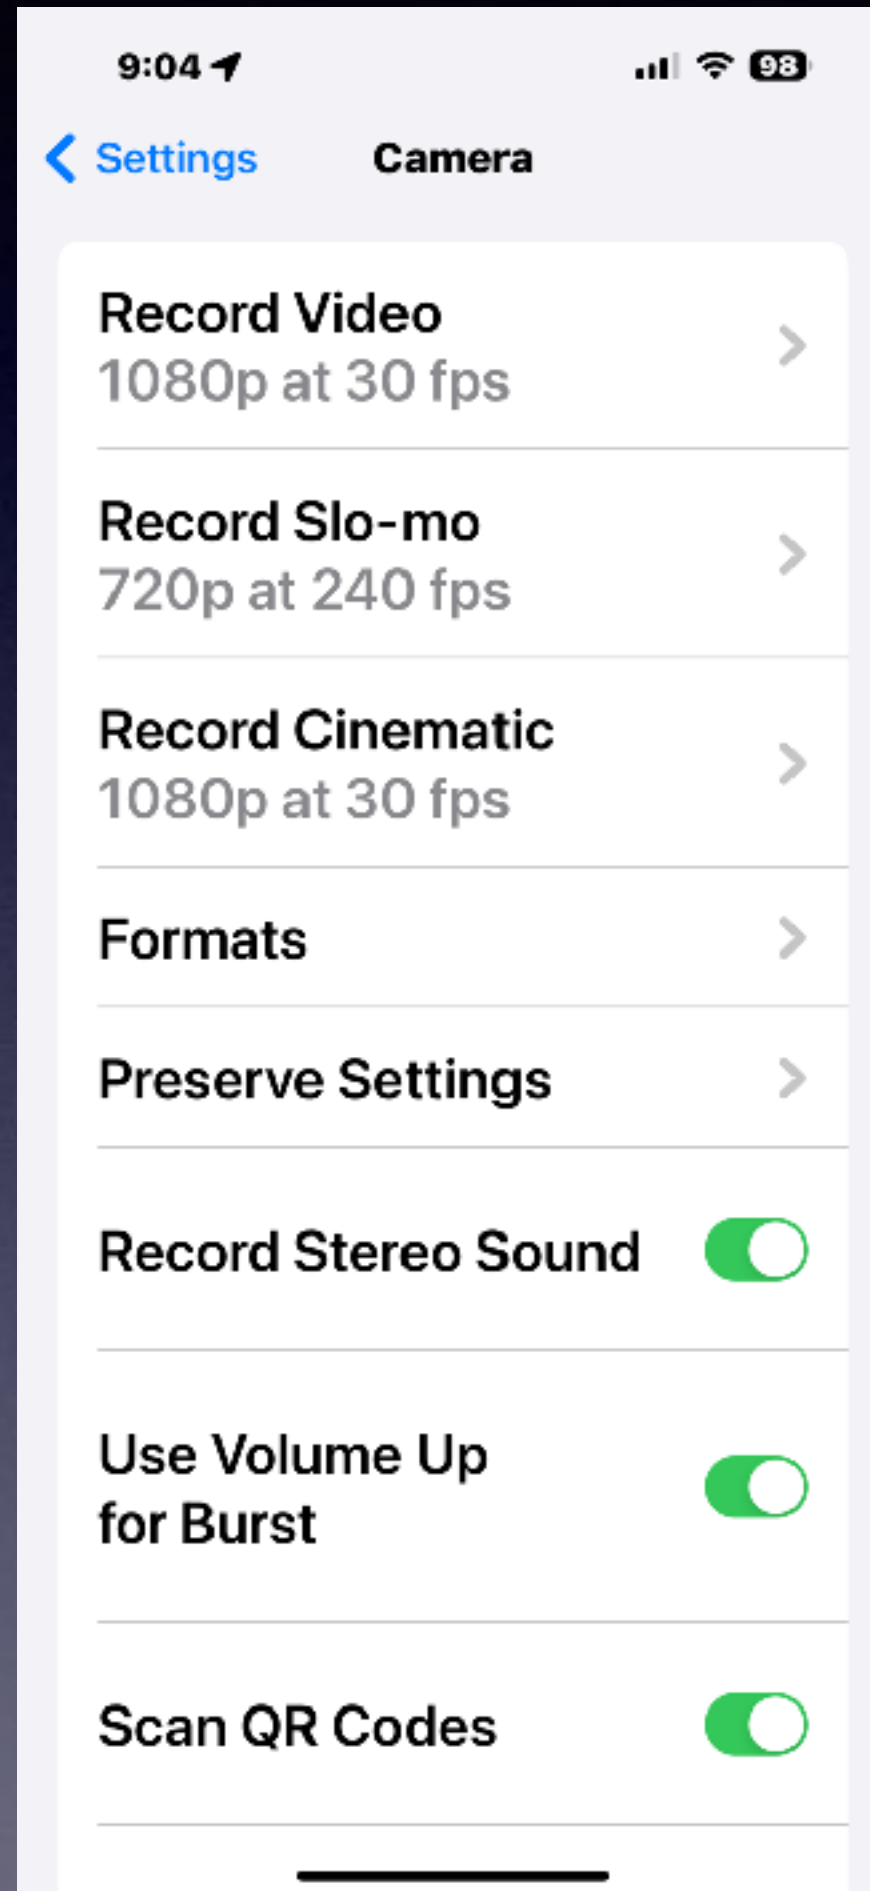 9:04
98
Settings
Camera
Record Video
1080p at 30 fps
Record Slo-mo
720p at 240 fps
Record Cinematic
1080p at 30 fps
Formats
Preserve Settings
Record Stereo Sound
Use Volume Up
for Burst
Scan QR Codes